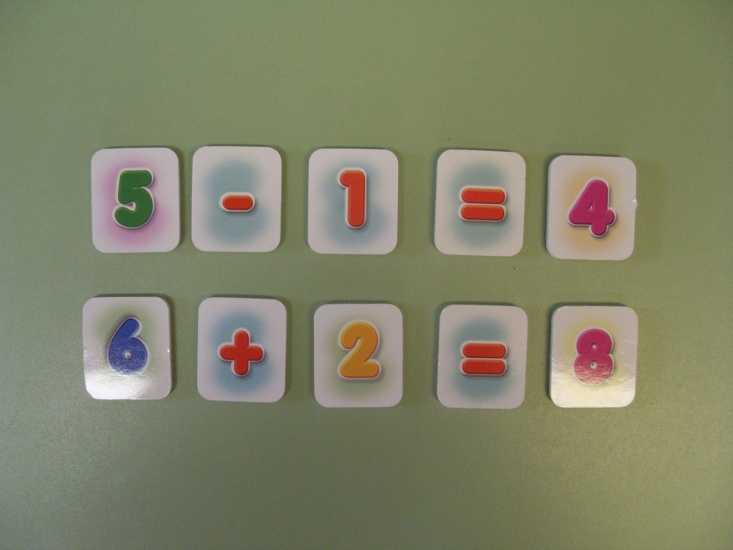 5 - 1 = 4
6 + 2 = 8